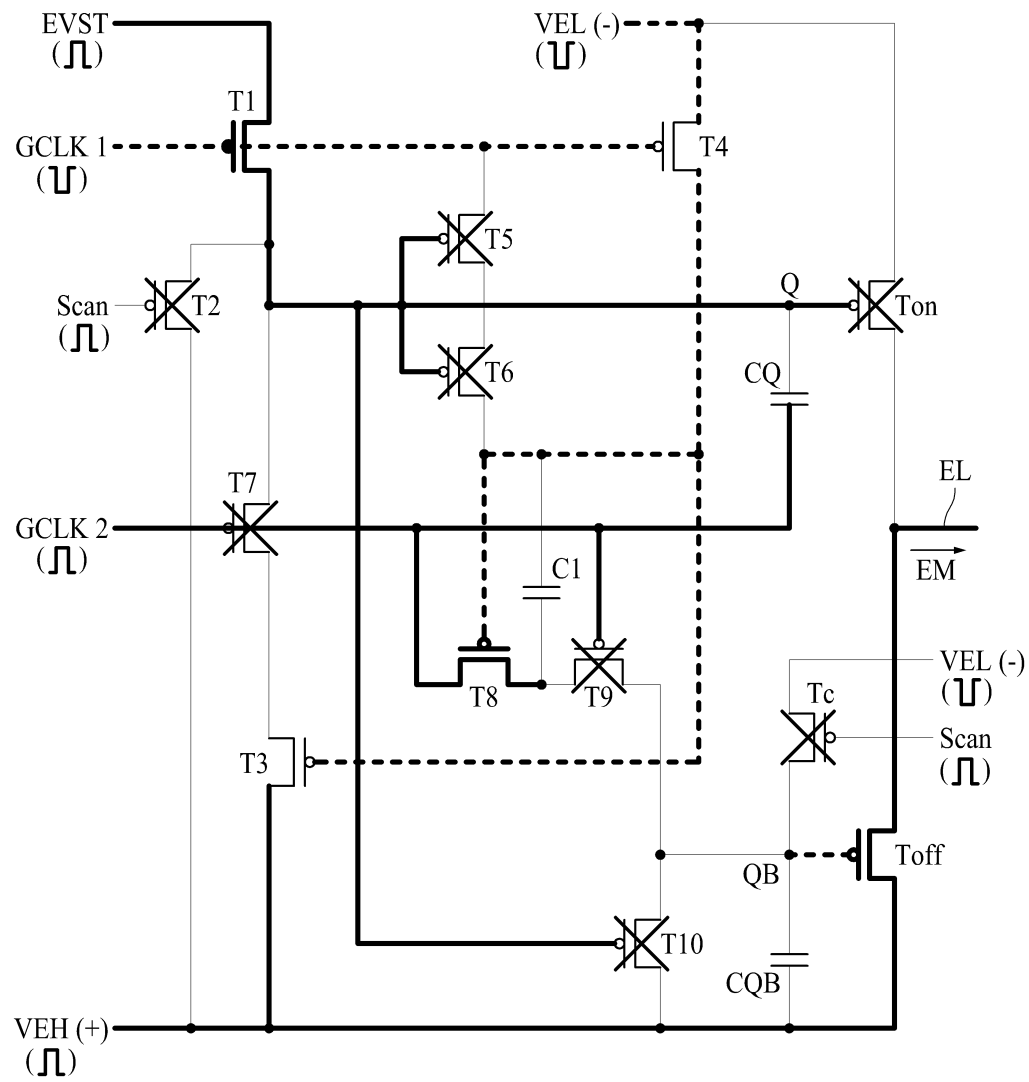 EVST
VEL (-)
T1
GCLK 1
T4
T5
Scan
T2
Q
Ton
T6
CQ
T7
EL
GCLK 2
C1
EM
T8
T9
VEL (-)
Tc
Scan
T3
QB
Toff
T10
CQB
VEH (+)